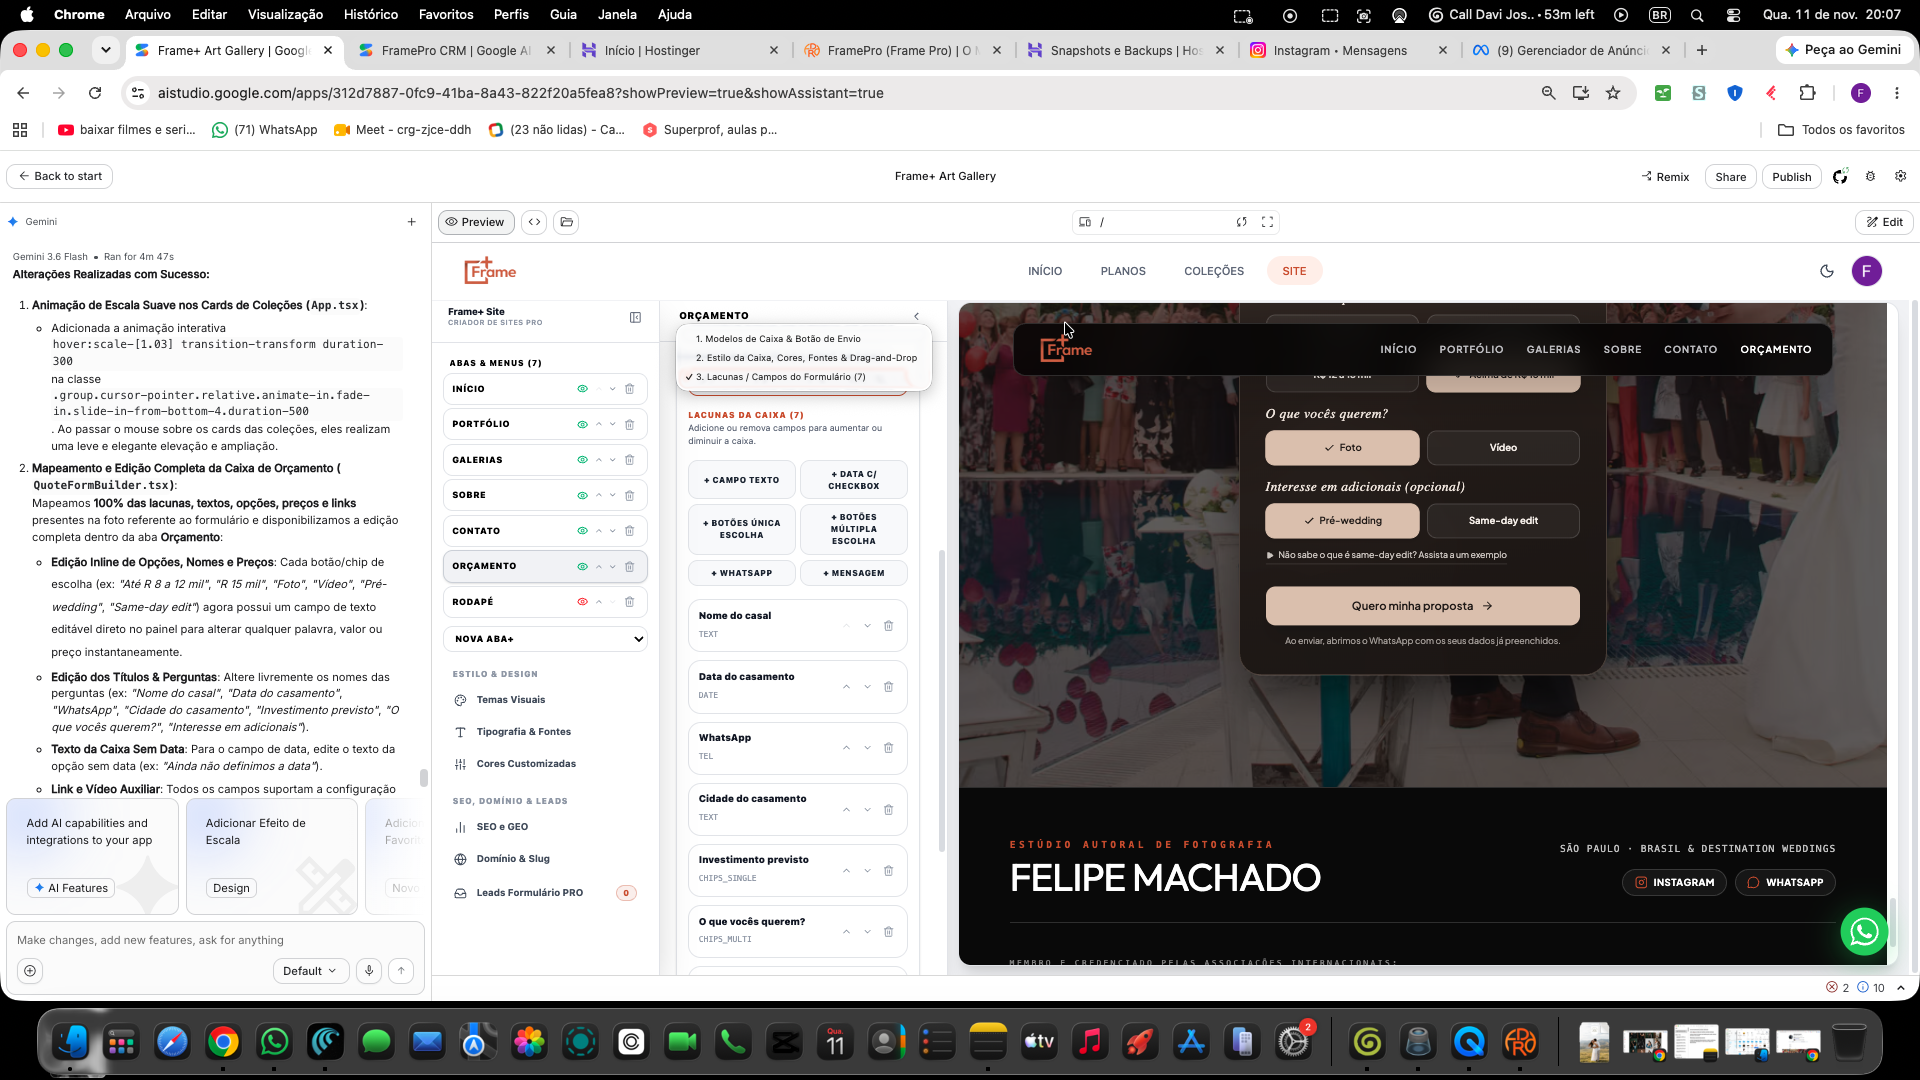 Chrome Arquivo Editar Visualização Histórico Favoritos Perfis Guia Janela Ajuda
Call Davi Jos.. • 53m left BR Qua. 11 de nov. 20:07
Frame+ Art Gallery | Googl
FramePro CRM | Google AI
Início | Hostinger
FramePro (Frame Pro) | O M
Snapshots e Backups | Hos
Instagram • Mensagens
(9) Gerenciador de Anúnci
Peça ao Gemini
aistudio.google.com/apps/312d7887-0fc9-41ba-8a43-822f20a5fea8?showPreview=true&showAssistant=true
F
baixar filmes e seri...
(71) WhatsApp
Meet - crg-zjce-ddh
(23 não lidas) - Ca...
Superprof, aulas p...
Todos os favoritos
Back to start
Frame+ Art Gallery
Remix
Share
Publish
Gemini
Preview
/
Edit
Gemini 3.6 Flash • Ran for 4m 47s
Alterações Realizadas com Sucesso:
1. Animação de Escala Suave nos Cards de Coleções (App.tsx):
Adicionada a animação interativa
hover:scale-[1.03] transition-transform duration-
300
na classe
.group.cursor-pointer.relative.animate-in.fade-
in.slide-in-from-bottom-4.duration-500
. Ao passar o mouse sobre os cards das coleções, eles realizam
uma leve e elegante elevação e ampliação.
2. Mapeamento e Edição Completa da Caixa de Orçamento (
QuoteFormBuilder.tsx):
Mapeamos 100% das lacunas, textos, opções, preços e links
presentes na foto referente ao formulário e disponibilizamos a edição
completa dentro da aba Orçamento:
Edição Inline de Opções, Nomes e Preços: Cada botão/chip de
escolha (ex: "Até R 8 a 12 mil", "R 15 mil", "Foto", "Vídeo", "Pré-
wedding", "Same-day edit") agora possui um campo de texto
editável direto no painel para alterar qualquer palavra, valor ou
preço instantaneamente.
Edição dos Títulos & Perguntas: Altere livremente os nomes das
perguntas (ex: "Nome do casal", "Data do casamento",
"WhatsApp", "Cidade do casamento", "Investimento previsto", "O
que vocês querem?", "Interesse em adicionais").
Texto da Caixa Sem Data: Para o campo de data, edite o texto da
opção sem data (ex: "Ainda não definimos a data").
Link e Vídeo Auxiliar: Todos os campos suportam a configuração
Add AI capabilities and
integrations to your app
AI Features
Adicionar Efeito de
Escala
Design
Adicio
Favori
Novo
Make changes, add new features, ask for anything
Default
Frame
INÍCIO
PLANOS
COLEÇÕES
SITE
F
Frame+ Site
CRIADOR DE SITES PRO
ABAS & MENUS (7)
INÍCIO
PORTFÓLIO
GALERIAS
SOBRE
CONTATO
ORÇAMENTO
RODAPÉ
NOVA ABA+
ESTILO & DESIGN
Temas Visuais
Tipografia & Fontes
Cores Customizadas
SEO, DOMÍNIO & LEADS
SEO e GEO
Domínio & Slug
Leads Formulário PRO 0
ORÇAMENTO
1. Modelos de Caixa & Botão de Envio
2. Estilo da Caixa, Cores, Fontes & Drag-and-Drop
✓ 3. Lacunas / Campos do Formulário (7)
LACUNAS DA CAIXA (7)
Adicione ou remova campos para aumentar ou
diminuir a caixa.
+ CAMPO TEXTO
+ DATA C/
CHECKBOX
+ BOTÕES ÚNICA
ESCOLHA
+ BOTÕES
MÚLTIPLA
ESCOLHA
+ WHATSAPP
+ MENSAGEM
Nome do casal
TEXT
Data do casamento
DATE
WhatsApp
TEL
Cidade do casamento
TEXT
Investimento previsto
CHIPS_SINGLE
O que vocês querem?
CHIPS_MULTI
Frame
INÍCIO PORTFÓLIO GALERIAS SOBRE CONTATO ORÇAMENTO
O que vocês querem?
✓ Foto
Vídeo
Interesse em adicionais (opcional)
✓ Pré-wedding
Same-day edit
Não sabe o que é same-day edit? Assista a um exemplo
Quero minha proposta →
Ao enviar, abrimos o WhatsApp com os seus dados já preenchidos.
ESTÚDIO AUTORAL DE FOTOGRAFIA
FELIPE MACHADO
SÃO PAULO · BRASIL & DESTINATION WEDDINGS
INSTAGRAM
WHATSAPP
MEMBRO E CREDENCIADO PELAS ASSOCIAÇÕES INTERNACIONAIS:
2 10
Qua.
11
tv
2